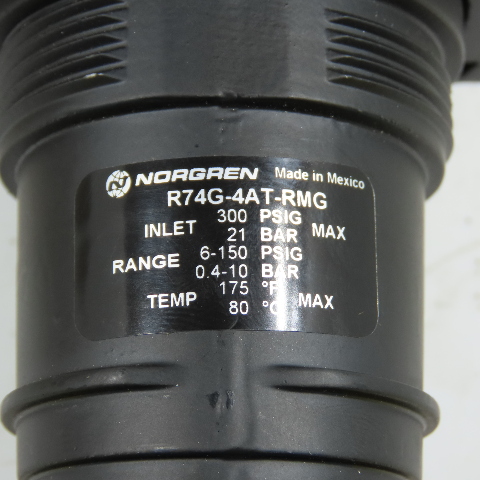 NORGREN Made in Mexico
R74G-4AT-RMG
INLET 300 PSIG MAX
21 BAR
RANGE 6-150 PSIG
0.4-10 BAR
TEMP 175 °F MAX
80 °C